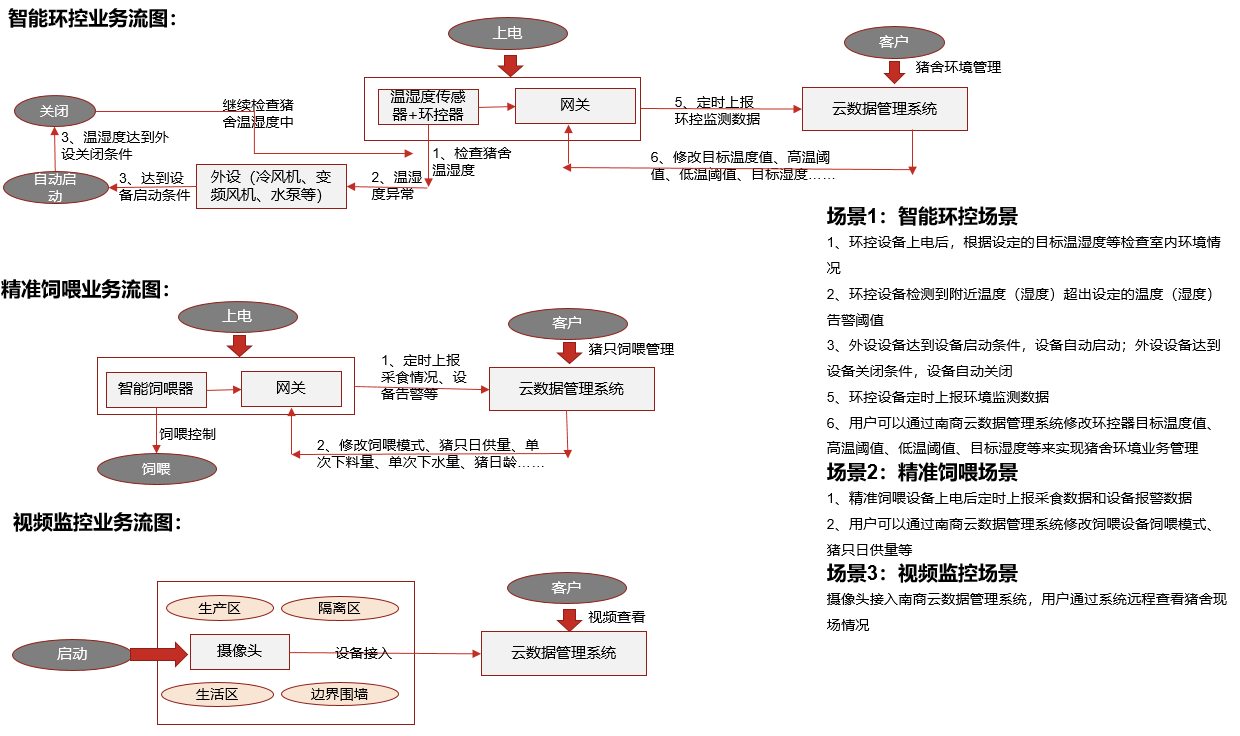 智能环控业务流图：
上电
客户
猪舍环境管理
关闭
继续检查猪
舍温湿度中
温湿度传感
器+环控器
网关
5、定时上报
环控监测数据
云数据管理系统
3、温湿度达到外
设关闭条件
1、检查猪舍
温湿度
6、修改目标温度值、高温阈
值、低温阈值、目标湿度……
自动启
动
3、达到设
备启动条件
外设（冷风机、变
频风机、水泵等）
2、温湿
度异常
精准饲喂业务流图：
上电
客户
猪只饲喂管理
智能饲喂器
网关
1、定时上报
采食情况、设
备告警等
云数据管理系统
饲喂控制
饲喂
2、修改饲喂模式、猪只日供量、单
次下料量、单次下水量、猪日龄……
视频监控业务流图：
客户
视频查看
生产区
隔离区
启动
摄像头
设备接入
云数据管理系统
生活区
边界围墙
场景1：智能环控场景
1、环控设备上电后，根据设定的目标温湿度等检查室内环境情
况
2、环控设备检测到附近温度（湿度）超出设定的温度（湿度）
告警阈值
3、外设设备达到设备启动条件，设备自动启动；外设设备达到
设备关闭条件，设备自动关闭
5、环控设备定时上报环境监测数据
6、用户可以通过南商云数据管理系统修改环控器目标温度值、
高温阈值、低温阈值、目标湿度等来实现猪舍环境业务管理
场景2：精准饲喂场景
1、精准饲喂设备上电后定时上报采食数据和设备报警数据
2、用户可以通过南商云数据管理系统修改饲喂设备饲喂模式、
猪只日供量等
场景3：视频监控场景
摄像头接入南商云数据管理系统，用户通过系统远程查看猪舍现
场情况